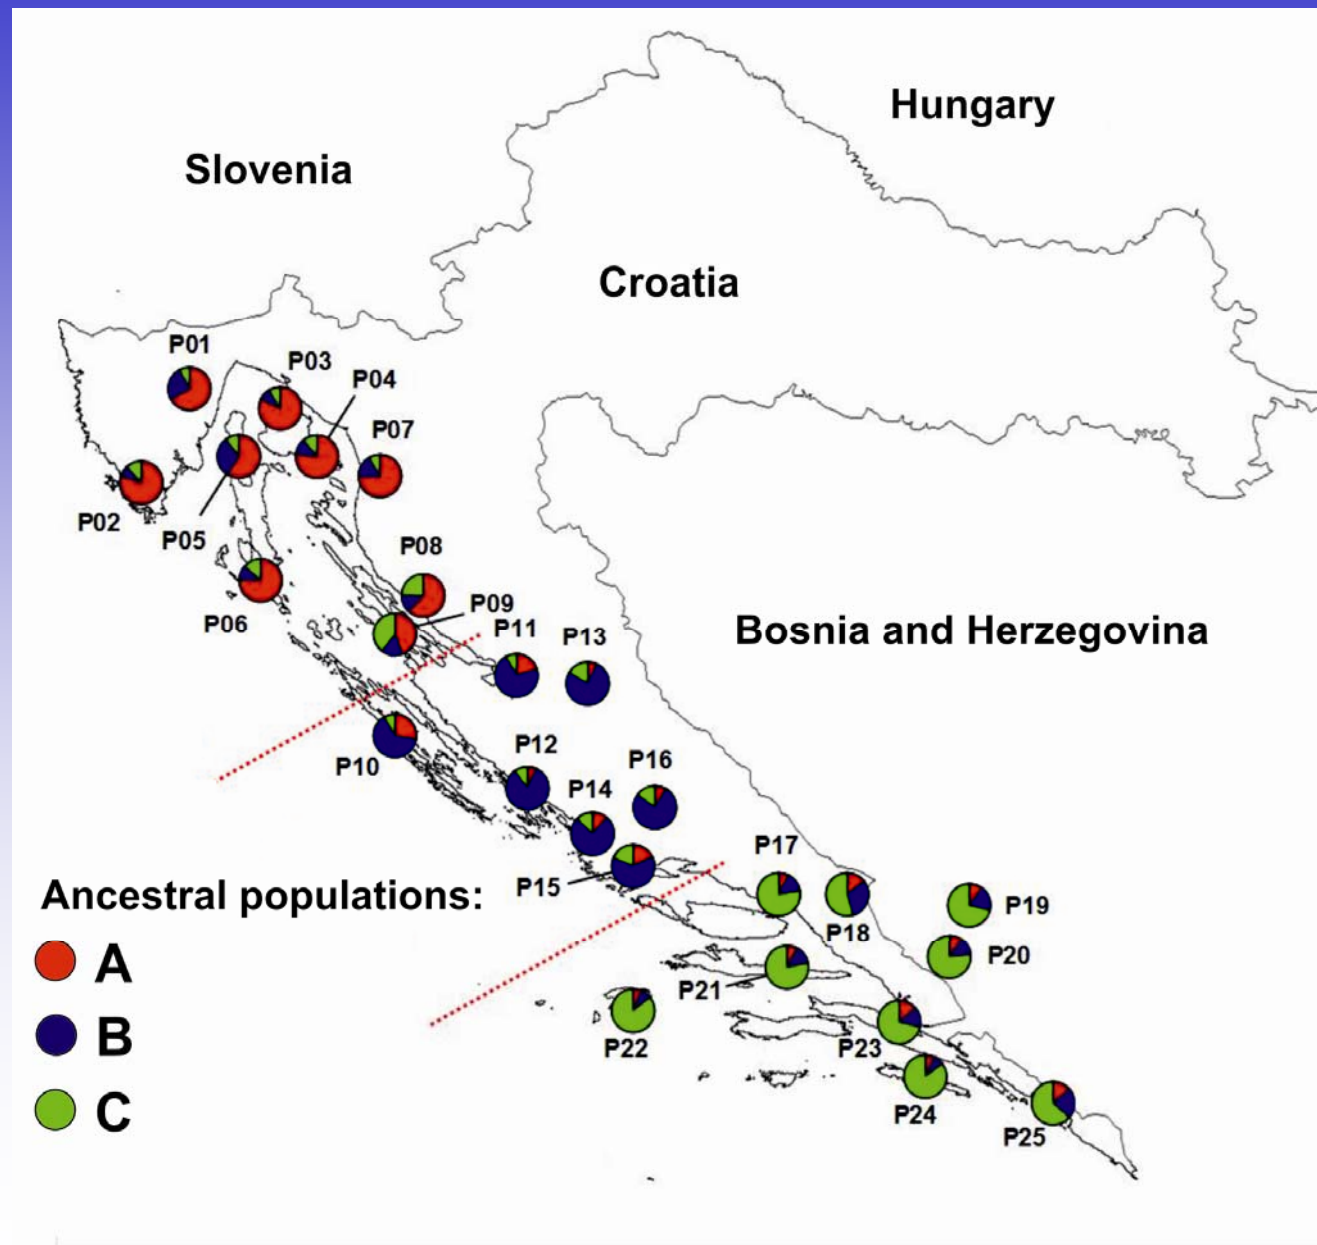 Hungary
Slovenia
Croatia
P01
P03
P04
P07
P02
P05
P08
P06
P09
P11
P13
Bosnia and Herzegovina
P10
P12
P16
P14
P17
P15
Ancestral populations:
P19
P18
P20
A
P21
B
P22
P23
C
P24
P25